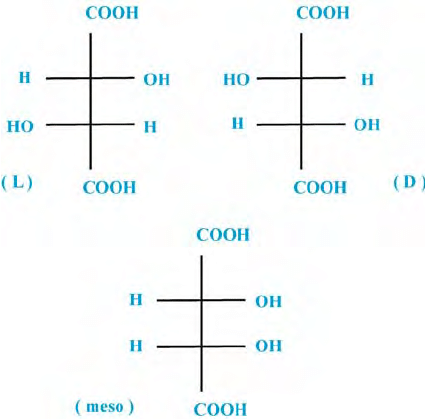 COOH COOH
H OH HO H
HO H H OH
( L ) COOH COOH ( D )
COOH
H OH
H OH
( meso ) COOH